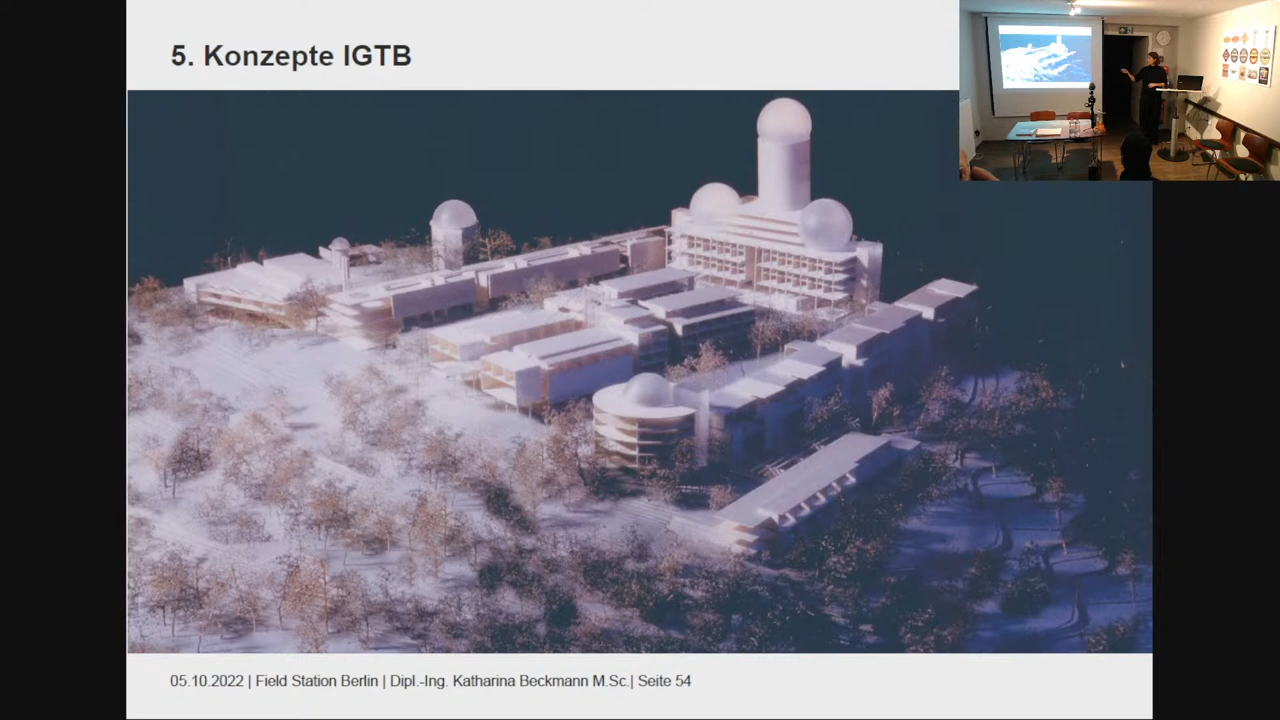 5. Konzepte IGTB
05.10.2022 | Field Station Berlin | Dipl.-Ing. Katharina Beckmann M.Sc.| Seite 54